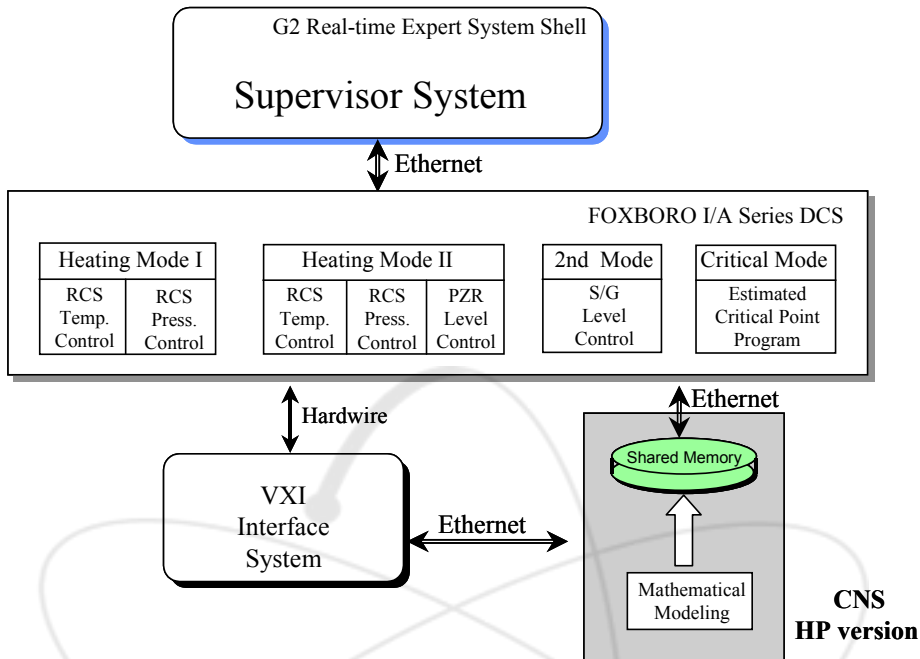 G2 Real-time Expert System Shell
Supervisor System
Ethernet
FOXBORO I/A Series DCS
Heating Mode I
RCS
Temp.
Control
RCS
Press.
Control
Heating Mode II
RCS
Temp.
Control
RCS
Press.
Control
PZR
Level
Control
2nd Mode
S/G
Level
Control
Critical Mode
Estimated
Critical Point
Program
Hardwire
Ethernet
Shared Memory
VXI
Interface
System
Ethernet
Mathematical
Modeling
CNS
HP version